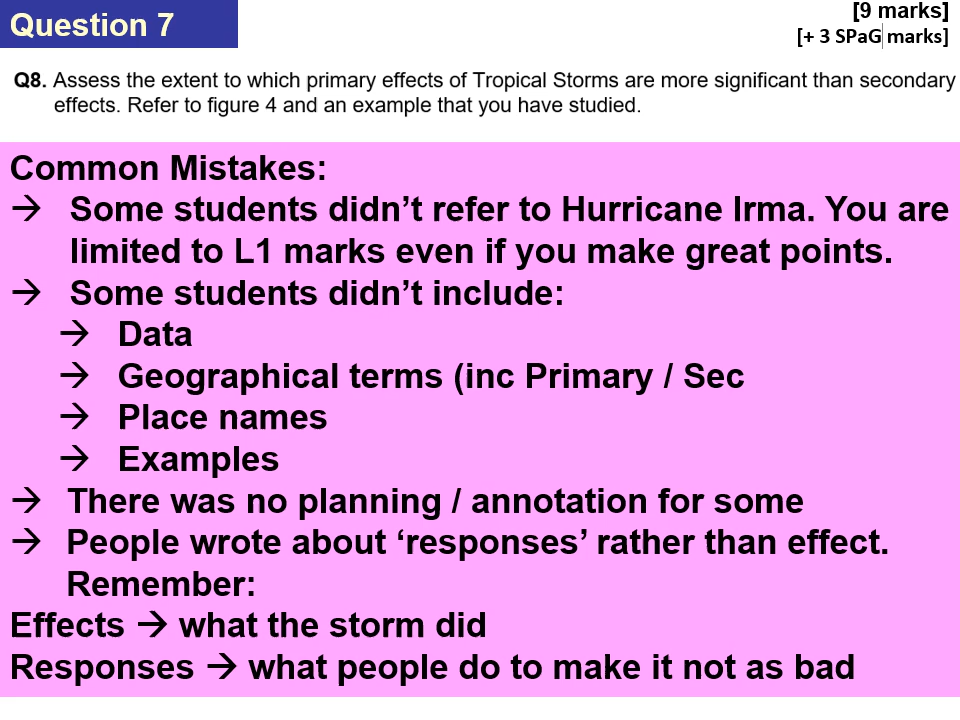 Question 7
[9 marks]
[+ 3 SPaG marks]
Q8. Assess the extent to which primary effects of Tropical Storms are more significant than secondary
effects. Refer to figure 4 and an example that you have studied.
Common Mistakes:
→ Some students didn’t refer to Hurricane Irma. You are
limited to L1 marks even if you make great points.
→ Some students didn’t include:
→ Data
→ Geographical terms (inc Primary / Sec
→ Place names
→ Examples
→ There was no planning / annotation for some
→ People wrote about ‘responses’ rather than effect.
Remember:
Effects → what the storm did
Responses → what people do to make it not as bad